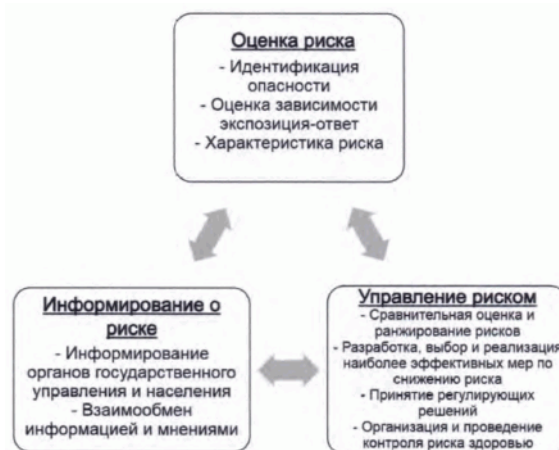 Оценка риска
- Идентификация
опасности
- Оценка зависимости
экспозиция-ответ
- Характеристика риска
Информирование о
риске
- Информирование
органов государственного
управления и населения
- Взаимообмен
информацией и мнениями
Управление риском
- Сравнительная оценка и
ранжирование рисков
- Разработка, выбор и реализация
наиболее эффективных мер по
снижению риска
- Принятие регулирующих
решений
- Организация и проведение
контроля риска здоровью